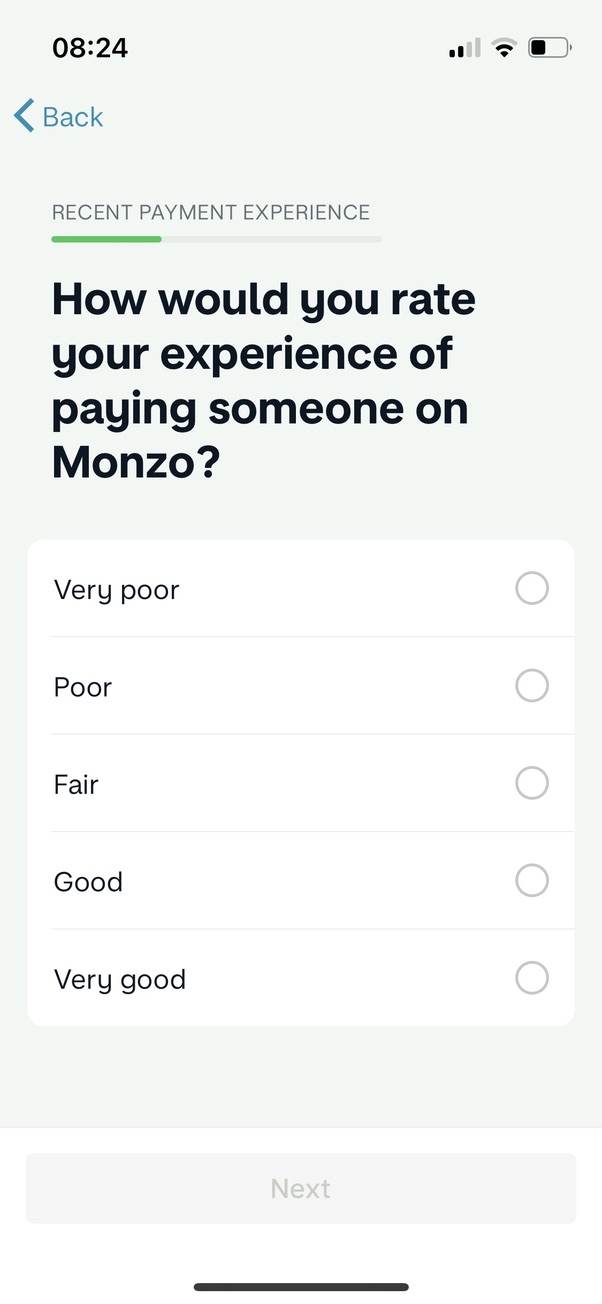 08:24
Back
RECENT PAYMENT EXPERIENCE
How would you rate
your experience of
paying someone on
Monzo?
Very poor
Poor
Fair
Good
Very good
Next